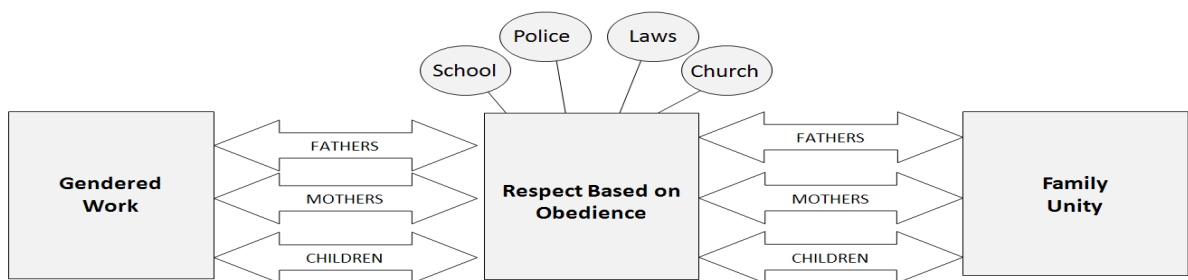 Police
Laws
School
Church
FATHERS
FATHERS
Gendered
Work
MOTHERS
Respect Based on
Obedience
MOTHERS
Family
Unity
CHILDREN
CHILDREN